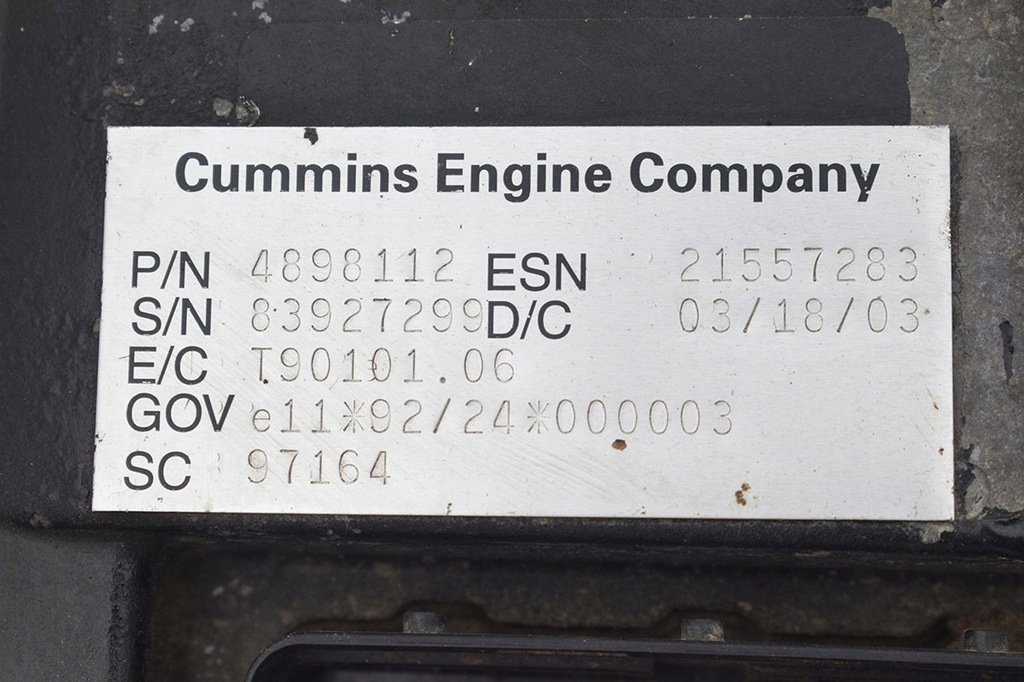 Cummins Engine Company
P/N 4898112 ESN 21557283
S/N 83927299 D/C 03/18/03
E/C T90101.06
GOV e11*92/24*000003
SC 97164